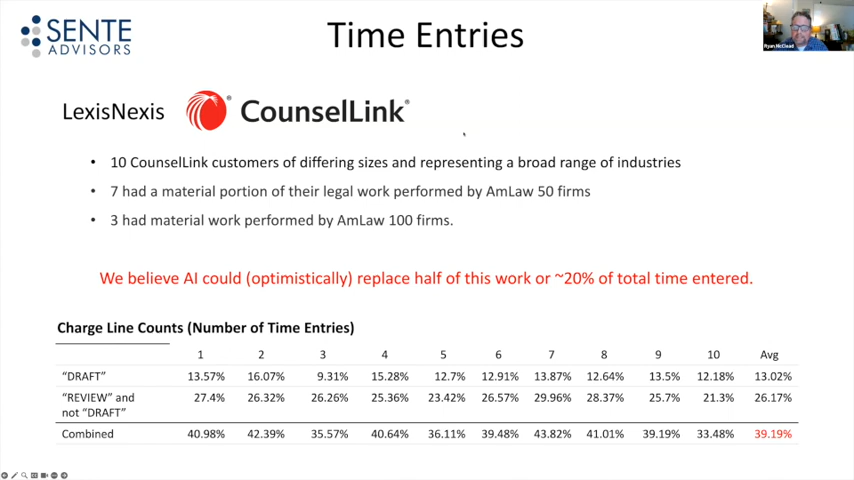 SENTE
ADVISORS
Time Entries
Ryan McClead
LexisNexis CounselLink®
• 10 CounselLink customers of differing sizes and representing a broad range of industries
• 7 had a material portion of their legal work performed by AmLaw 50 firms
• 3 had material work performed by AmLaw 100 firms.
We believe AI could (optimistically) replace half of this work or ~20% of total time entered.
Charge Line Counts (Number of Time Entries)
1 2 3 4 5 6 7 8 9 10 Avg
“DRAFT” 13.57% 16.07% 9.31% 15.28% 12.7% 12.91% 13.87% 12.64% 13.5% 12.18% 13.02%
“REVIEW” and 27.4% 26.32% 26.26% 25.36% 23.42% 26.57% 29.96% 28.37% 25.7% 21.3% 26.17%
not “DRAFT”
Combined 40.98% 42.39% 35.57% 40.64% 36.11% 39.48% 43.82% 41.01% 39.19% 33.48% 39.19%